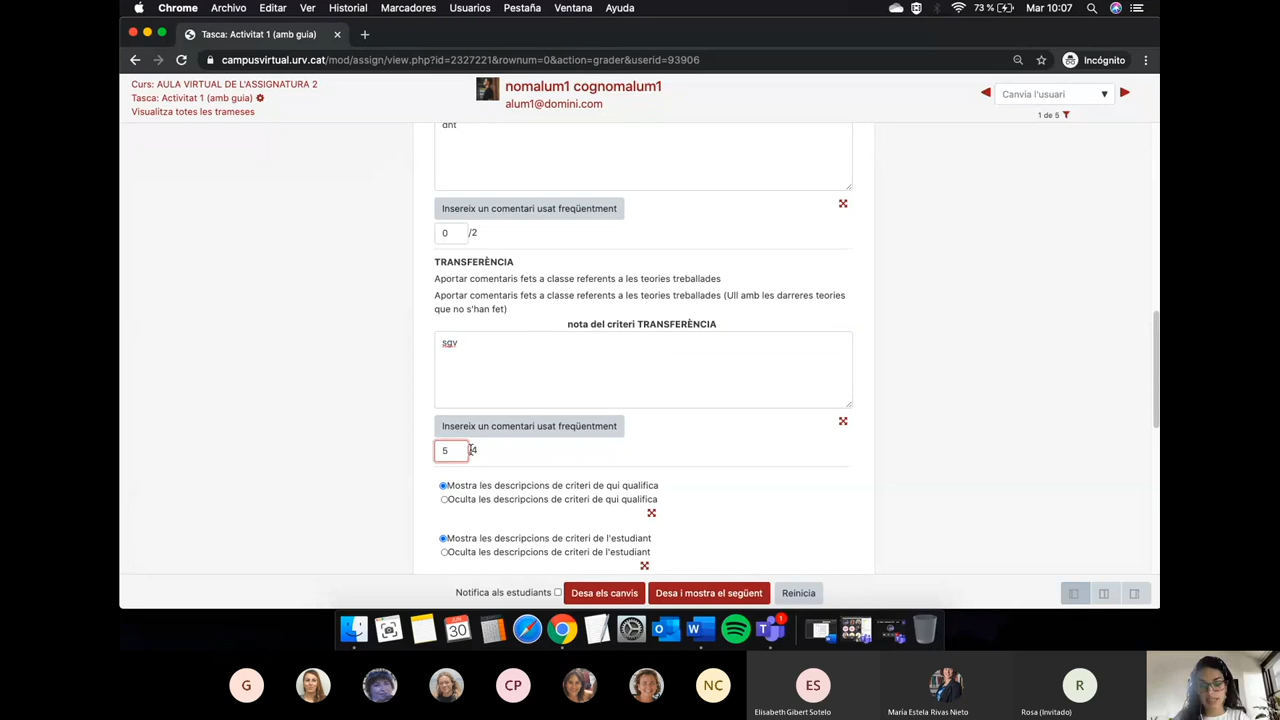 Chrome Archivo Editar Ver Historial Marcadores Usuarios Pestaña Ventana Ayuda 73 % Mar 10:07
Tasca: Activitat 1 (amb guia)
campusvirtual.urv.cat/mod/assign/view.php?id=2327221&rownum=0&action=grader&userid=93906 Incógnito
Curs: AULA VIRTUAL DE L'ASSIGNATURA 2
Tasca: Activitat 1 (amb guia)
Visualitza totes les trameses
nomalum1 cognomalum1
alum1@domini.com
Canvia l'usuari
1 de 5
Insereix un comentari usat freqüentment
0 /2
TRANSFERÈNCIA
Aportar comentaris fets a classe referents a les teories treballades
Aportar comentaris fets a classe referents a les teories treballades (Ull amb les darreres teories
que no s'han fet)
nota del criteri TRANSFERÈNCIA
sgv
Insereix un comentari usat freqüentment
5 /4
Mostra les descripcions de criteri de qui qualifica
Oculta les descripcions de criteri de qui qualifica
Mostra les descripcions de criteri de l'estudiant
Oculta les descripcions de criteri de l'estudiant
Notifica als estudiants Desa els canvis Desa i mostra el següent Reinicia
JUN
30
1
G CP NC ES R
Elisabeth Gibert Sotelo María Estela Rivas Nieto Rosa (Invitado)